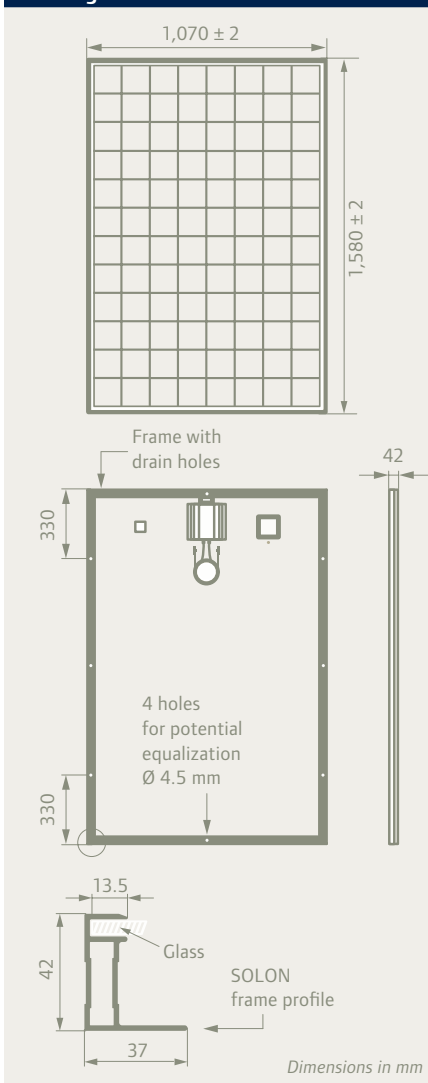 1,070 ± 2
1,580 ± 2
Frame with
drain holes
42
330
4 holes
for potential
equalization
Ø 4.5 mm
330
13.5
Glass
42
SOLON
frame profile
37
Dimensions in mm